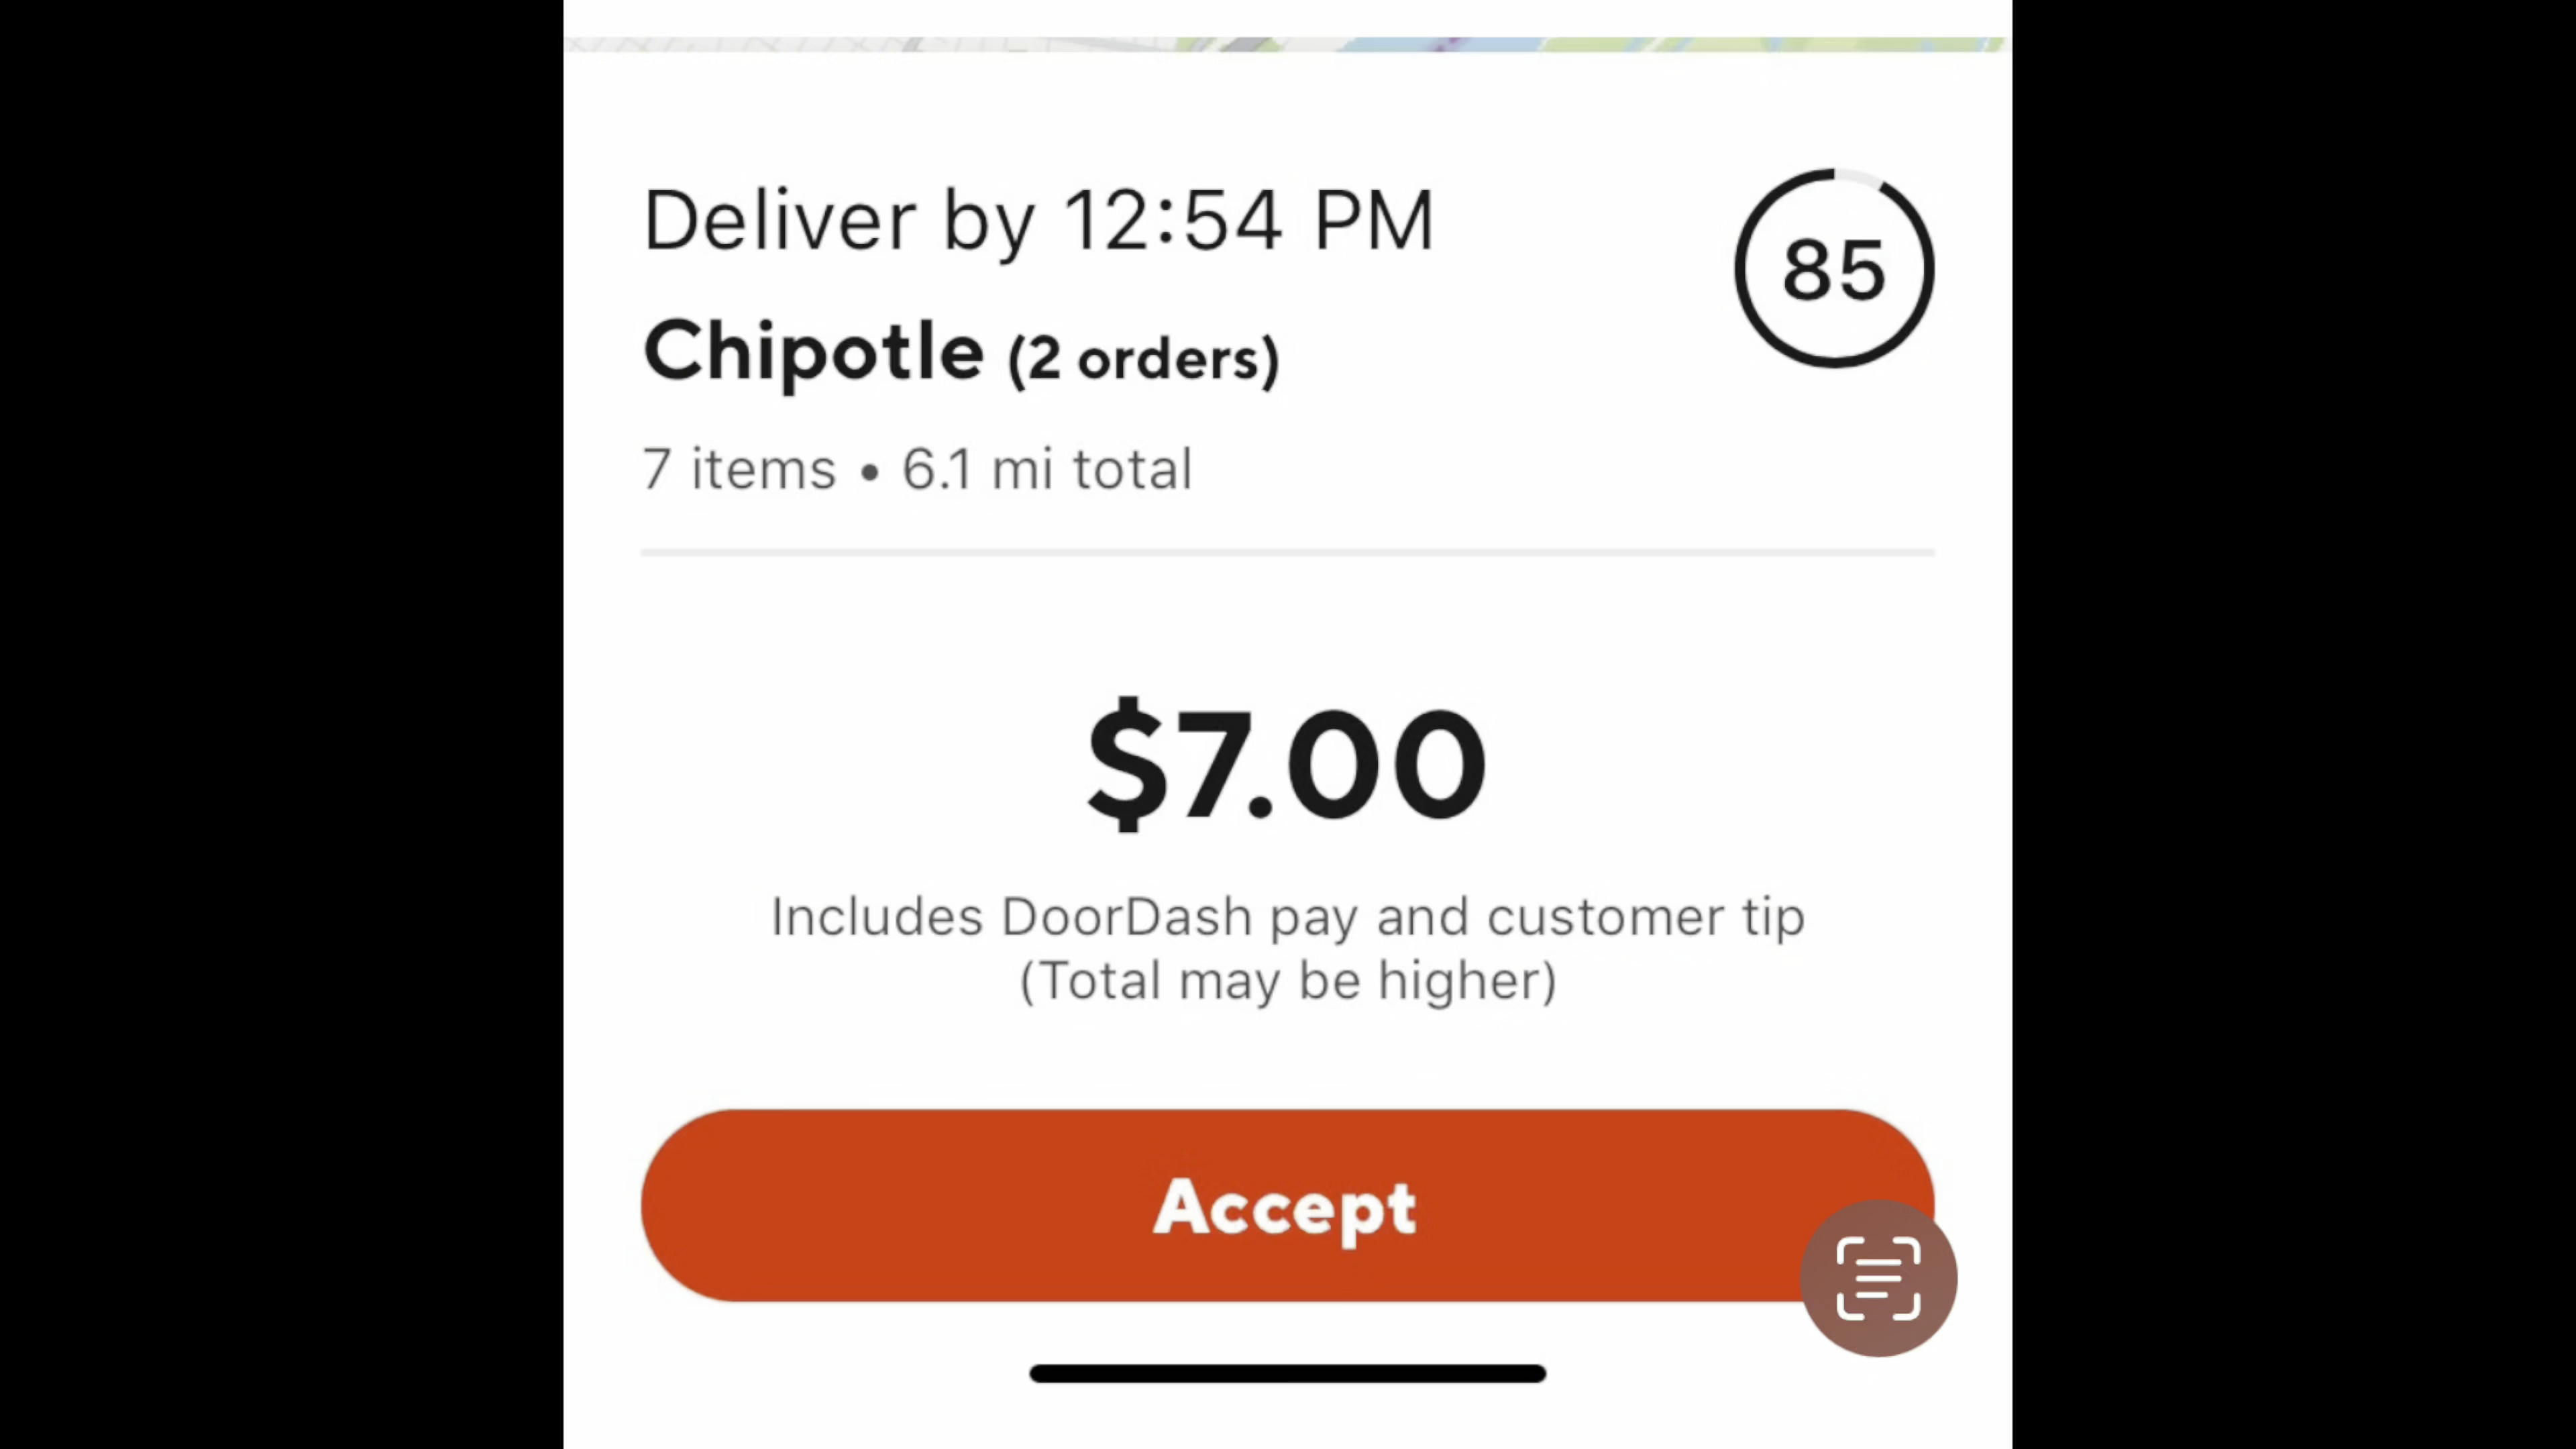 Deliver by 12:54 PM
85
Chipotle (2 orders)
7 items • 6.1 mi total
$7.00
Includes DoorDash pay and customer tip
(Total may be higher)
Accept